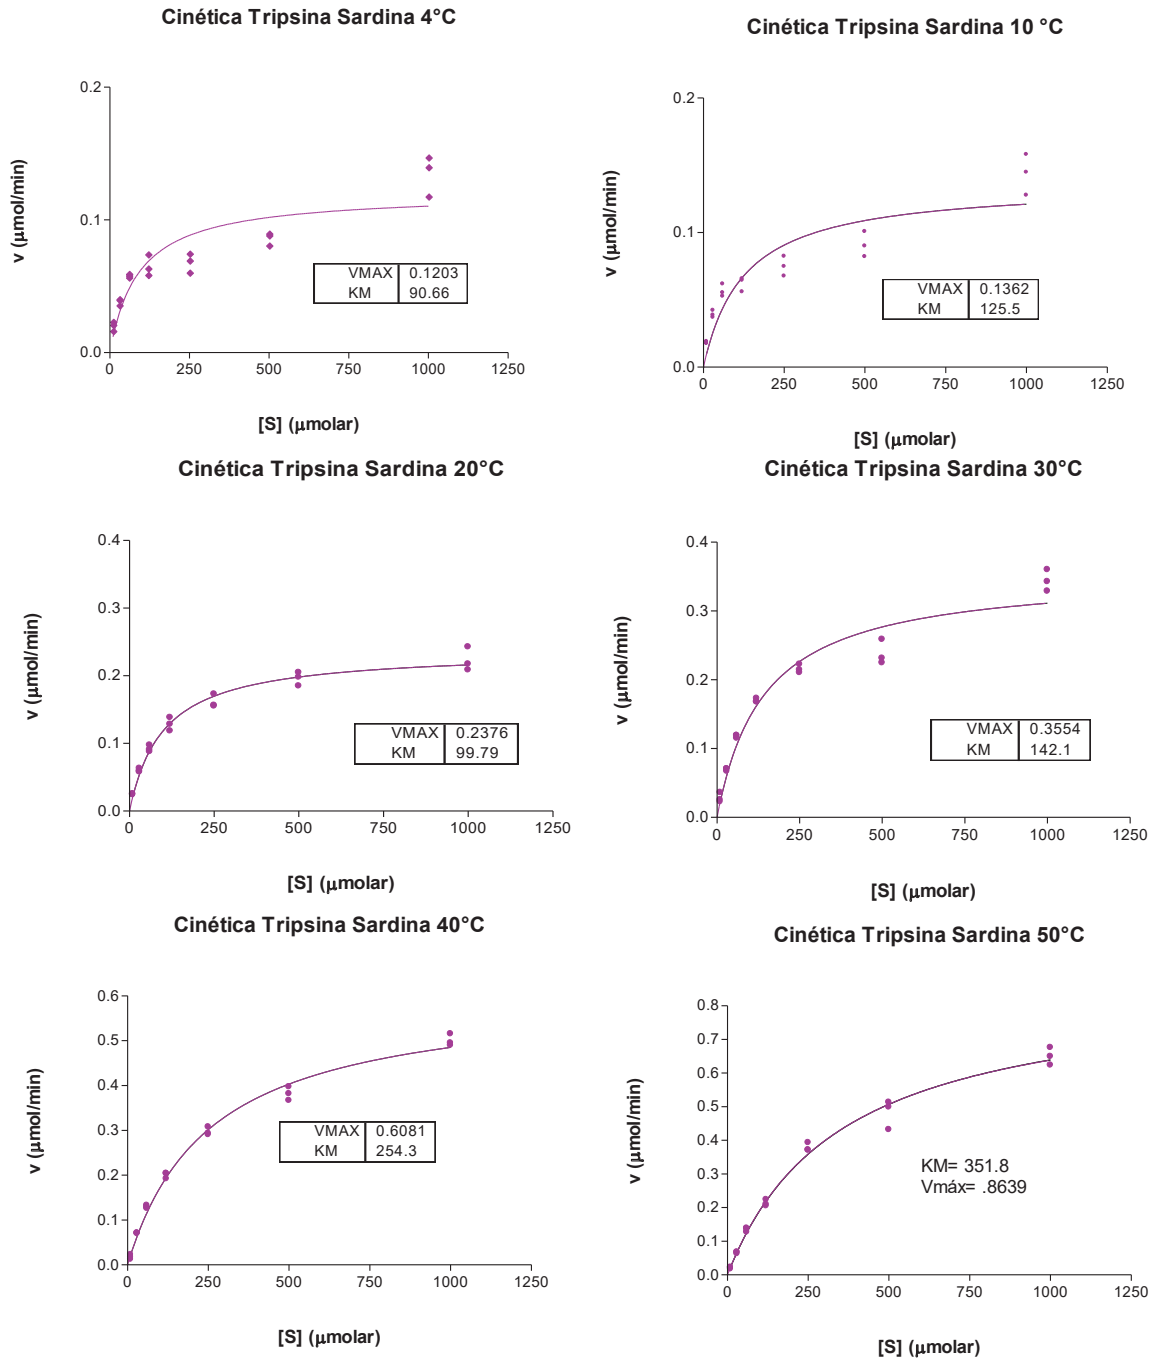 Cinética Tripsina Sardina 4°C
v (µmol/min)
0.2
0.1
0.0
VMAX 0.1203
KM 90.66
0 250 500 750 1000 1250
[S] (µmolar)
Cinética Tripsina Sardina 10 °C
v (µmol/min)
0.2
0.1
0.0
VMAX 0.1362
KM 125.5
0 250 500 750 1000 1250
[S] (µmolar)
Cinética Tripsina Sardina 20°C
v (µmol/min)
0.4
0.3
0.2
0.1
0.0
VMAX 0.2376
KM 99.79
0 250 500 750 1000 1250
[S] (µmolar)
Cinética Tripsina Sardina 30°C
v (µmol/min)
0.4
0.3
0.2
0.1
0.0
VMAX 0.3554
KM 142.1
0 250 500 750 1000 1250
[S] (µmolar)
Cinética Tripsina Sardina 40°C
v (µmol/min)
0.6
0.5
0.4
0.3
0.2
0.1
0.0
VMAX 0.6081
KM 254.3
0 250 500 750 1000 1250
[S] (µmolar)
Cinética Tripsina Sardina 50°C
v (µmol/min)
0.8
0.7
0.6
0.5
0.4
0.3
0.2
0.1
0.0
KM= 351.8
Vmáx= .8639
0 250 500 750 1000 1250
[S] (µmolar)